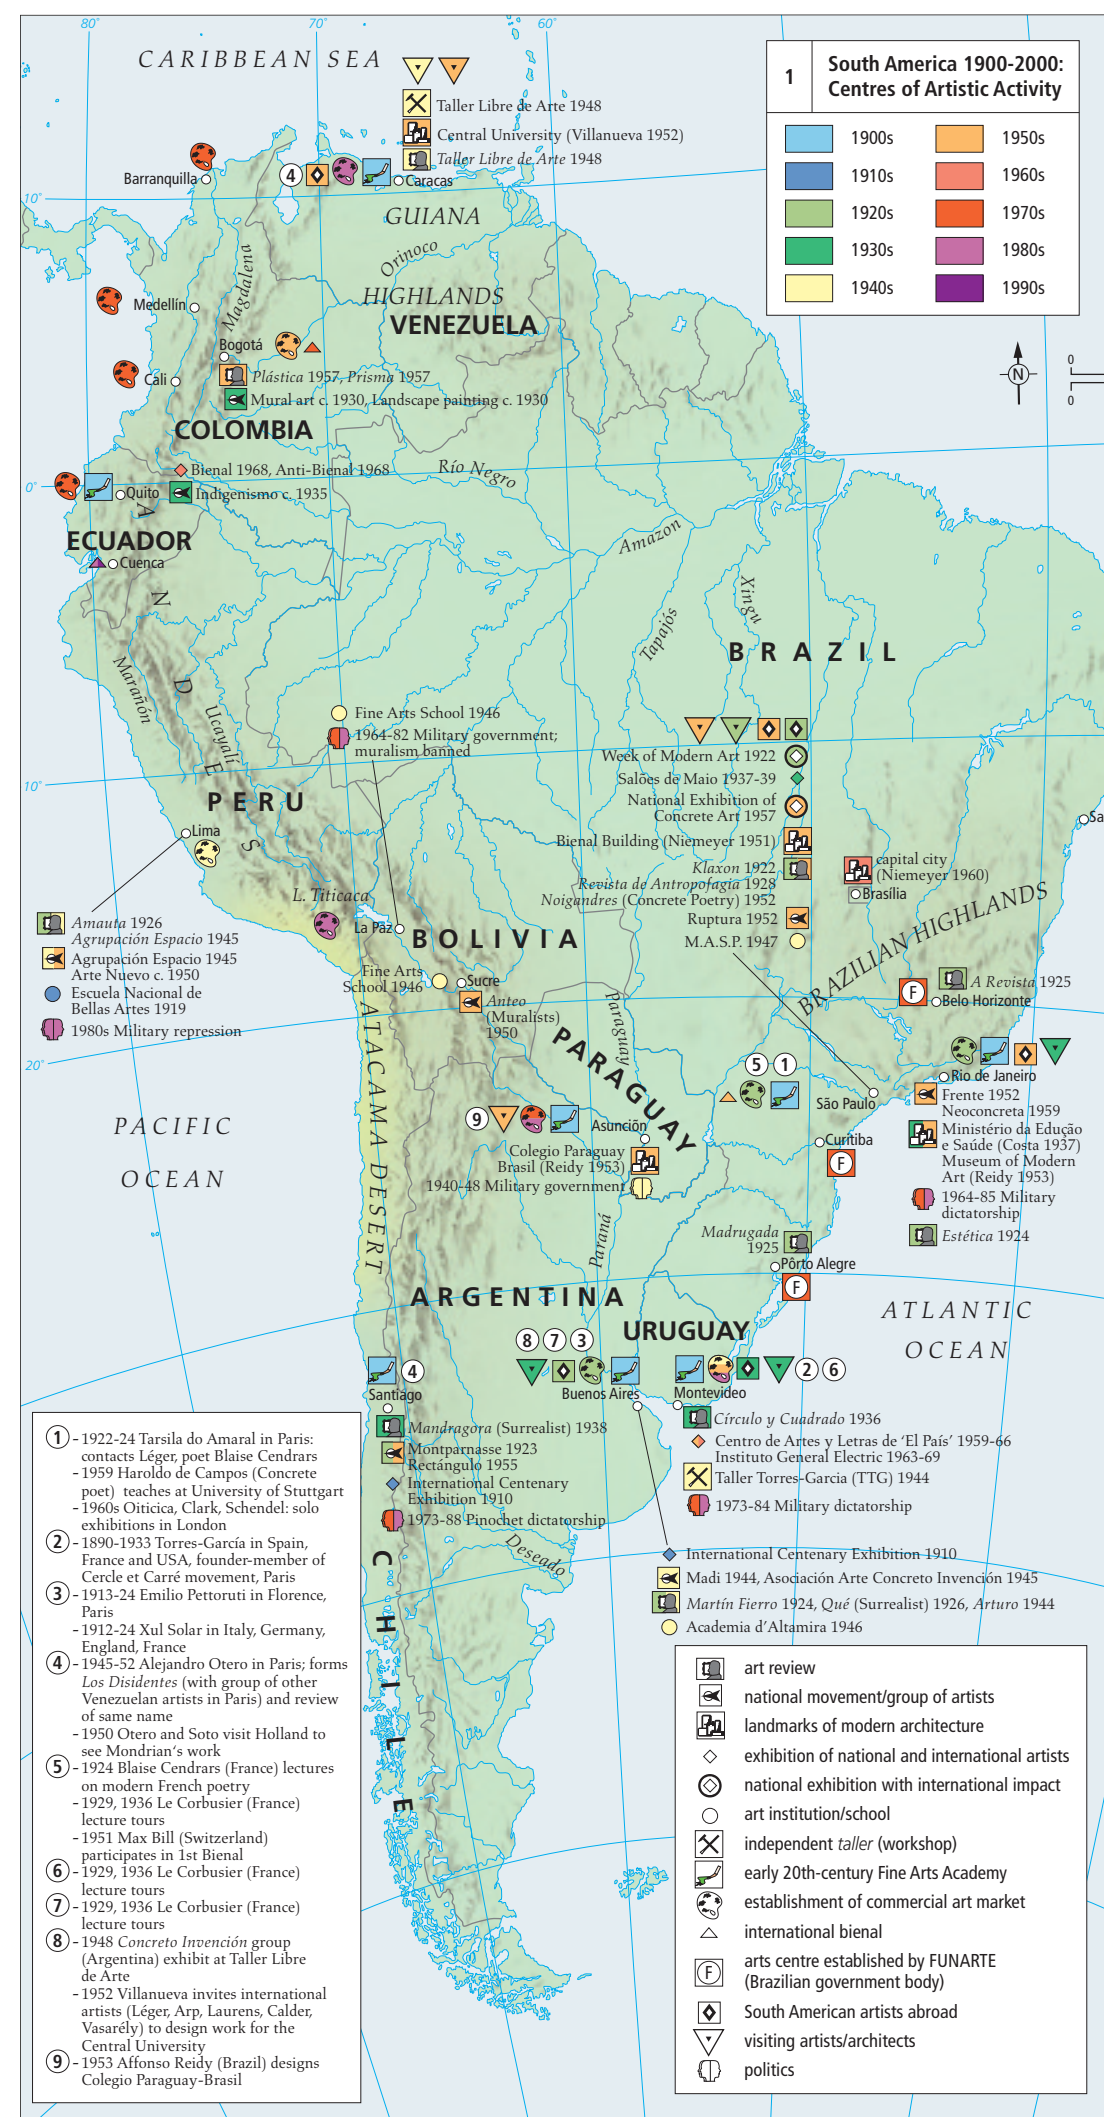 80°
70°
60°
CARIBBEAN SEA
1
South America 1900-2000:
Centres of Artistic Activity
1900s
1910s
1920s
1930s
1940s
1950s
1960s
1970s
1980s
1990s
N
0
0
Taller Libre de Arte 1948
Central University (Villanueva 1952)
Taller Libre de Arte 1948
4
Caracas
Barranquilla
10°
GUIANA
HIGHLANDS
Orinoco
Magdalena
VENEZUELA
Medellín
Bogotá
Cali
Plástica 1957, Prisma 1957
Mural art c. 1930, Landscape painting c. 1930
COLOMBIA
Bienal 1968, Anti-Bienal 1968
Río Negro
0°
Quito
Indigenismo c. 1935
ECUADOR
Cuenca
Amazon
Xingu
Tapajós
ANDES
BRAZIL
Marañón
Ucayali
Fine Arts School 1946
1964-82 Military government;
muralism banned
10°
PERU
Lima
Week of Modern Art 1922
Salões de Maio 1937-39
National Exhibition of
Concrete Art 1957
Bienal Building (Niemeyer 1951)
Klaxon 1922
Revista de Antropofagia 1928
Noigandres (Concrete Poetry) 1952
Ruptura 1952
M.A.S.P. 1947
capital city
(Niemeyer 1960)
Brasília
Sa
BRAZILIAN HIGHLANDS
L. Titicaca
La Paz
BOLIVIA
Amauta 1926
Agrupación Espacio 1945
Agrupación Espacio 1945
Arte Nuevo c. 1950
Escuela Nacional de
Bellas Artes 1919
1980s Military repression
Fine Arts
School 1946
Sucre
Anteo
(Muralists)
1950
F
A Revista 1925
Belo Horizonte
20°
ATACAMA DESERT
Paraguay
PARAGUAY
5 1
São Paulo
Rio de Janeiro
Frente 1952
Neoconcreta 1959
Ministério da Edução
e Saúde (Costa 1937)
Museum of Modern
Art (Reidy 1953)
1964-85 Military
dictatorship
Estética 1924
PACIFIC
OCEAN
9
Asunción
Colegio Paraguay
Brasil (Reidy 1953)
1940-48 Military government
Curitiba
F
Paraná
Madrugada
1925
Pôrto Alegre
F
ARGENTINA
ATLANTIC
OCEAN
URUGUAY
8 7 3
Buenos Aires
Montevideo
2 6
4
Santiago
Mandragora (Surrealist) 1938
Montparnasse 1923
Rectángulo 1955
International Centenary
Exhibition 1910
1973-88 Pinochet dictatorship
Círculo y Cuadrado 1936
Centro de Artes y Letras de ‘El País’ 1959-66
Instituto General Electric 1963-69
Taller Torres-Garcia (TTG) 1944
1973-84 Military dictatorship
Deseado
CHILE
International Centenary Exhibition 1910
Madi 1944, Asociación Arte Concreto Invención 1945
Martín Fierro 1924, Qué (Surrealist) 1926, Arturo 1944
Academia d’Altamira 1946
1 - 1922-24 Tarsila do Amaral in Paris:
contacts Léger, poet Blaise Cendrars
- 1959 Haroldo de Campos (Concrete
poet) teaches at University of Stuttgart
- 1960s Oiticica, Clark, Schendel: solo
exhibitions in London
2 - 1890-1933 Torres-García in Spain,
France and USA, founder-member of
Cercle et Carré movement, Paris
3 - 1913-24 Emilio Pettoruti in Florence,
Paris
- 1912-24 Xul Solar in Italy, Germany,
England, France
4 - 1945-52 Alejandro Otero in Paris; forms
Los Disidentes (with group of other
Venezuelan artists in Paris) and review
of same name
- 1950 Otero and Soto visit Holland to
see Mondrian‘s work
5 - 1924 Blaise Cendrars (France) lectures
on modern French poetry
- 1929, 1936 Le Corbusier (France)
lecture tours
- 1951 Max Bill (Switzerland)
participates in 1st Bienal
6 - 1929, 1936 Le Corbusier (France)
lecture tours
7 - 1929, 1936 Le Corbusier (France)
lecture tours
8 - 1948 Concreto Invención group
(Argentina) exhibit at Taller Libre
de Arte
- 1952 Villanueva invites international
artists (Léger, Arp, Laurens, Calder,
Vasarély) to design work for the
Central University
9 - 1953 Affonso Reidy (Brazil) designs
Colegio Paraguay-Brasil
art review
national movement/group of artists
landmarks of modern architecture
exhibition of national and international artists
national exhibition with international impact
art institution/school
independent taller (workshop)
early 20th-century Fine Arts Academy
establishment of commercial art market
international bienal
F
arts centre established by FUNARTE
(Brazilian government body)
South American artists abroad
visiting artists/architects
politics